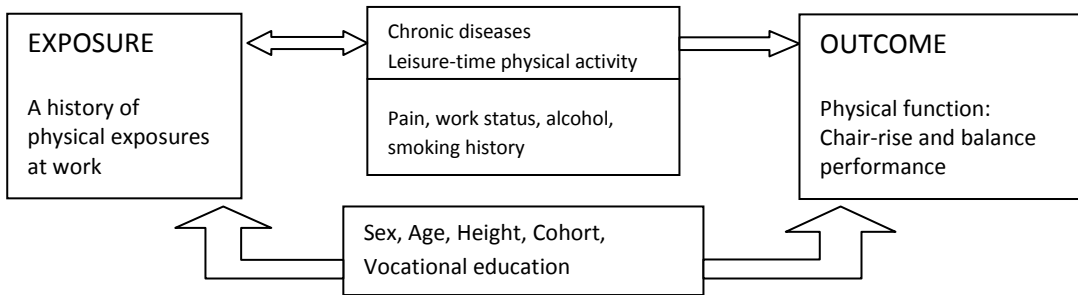 EXPOSURE
A history of
physical exposures
at work
Chronic diseases
Leisure-time physical activity
Pain, work status, alcohol,
smoking history
OUTCOME
Physical function:
Chair-rise and balance
performance
Sex, Age, Height, Cohort,
Vocational education